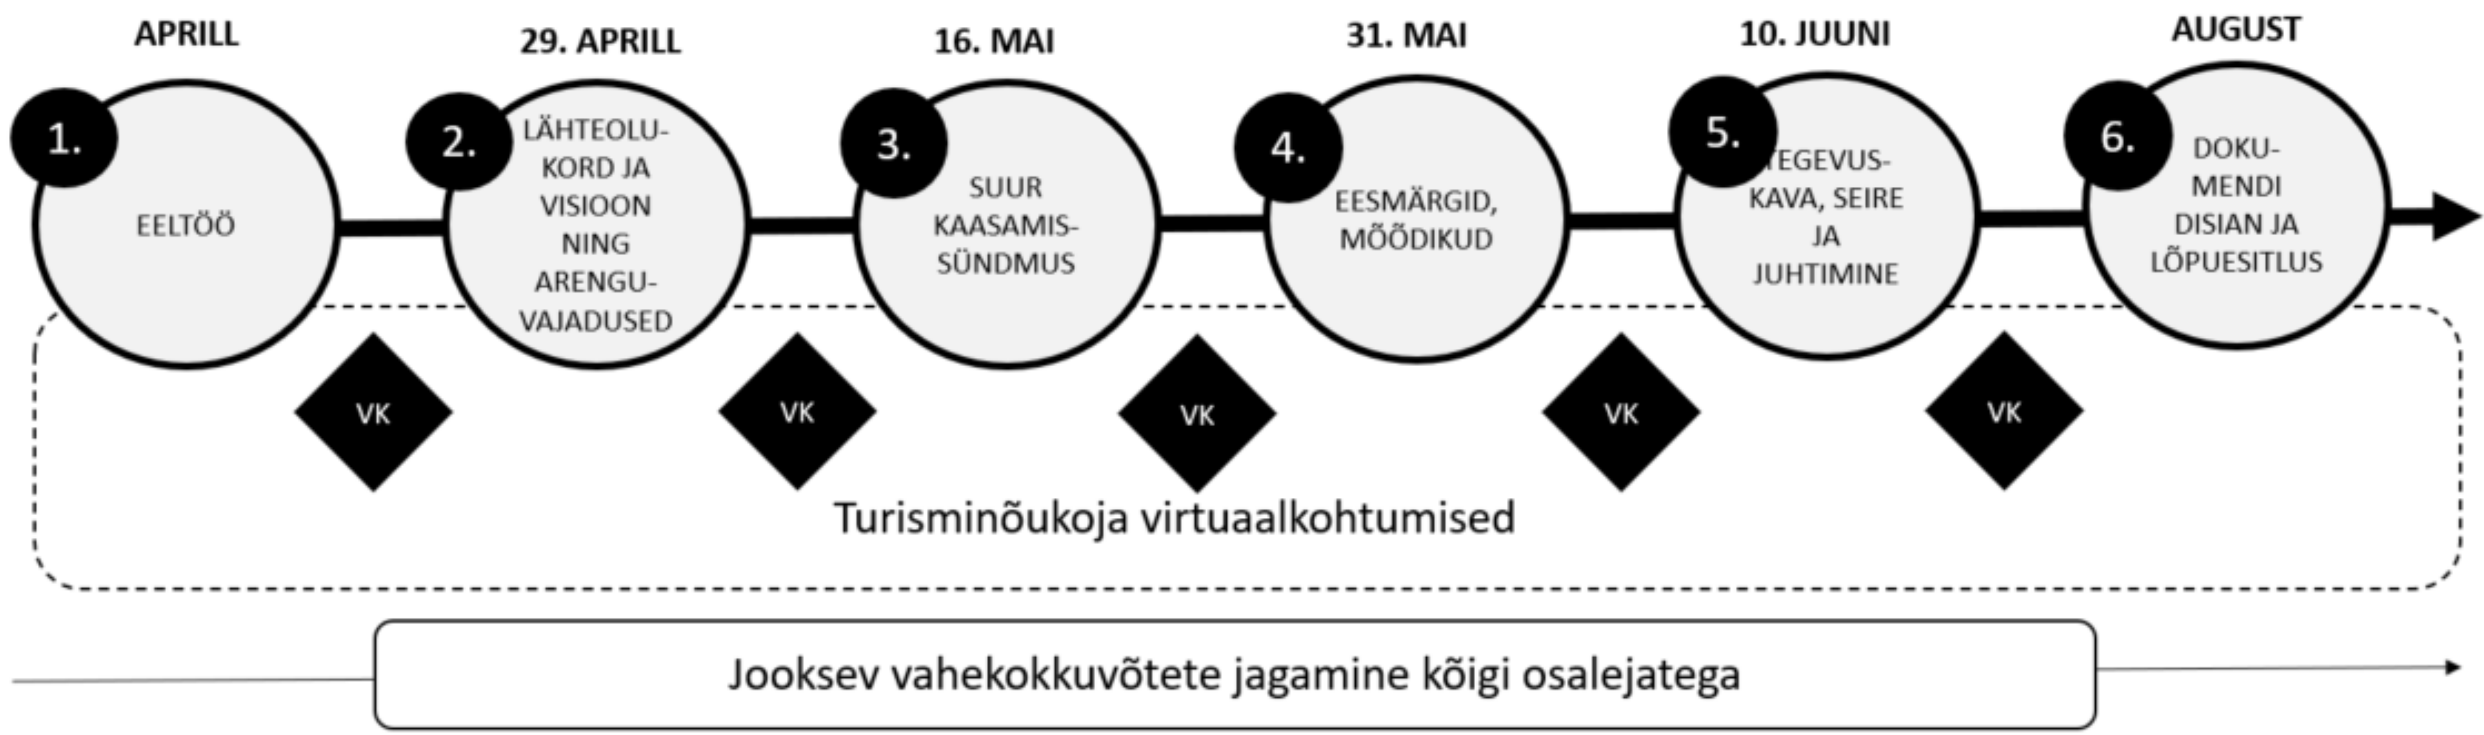 APRILL
29. APRILL
16. MAI
31. MAI
10. JUUNI
AUGUST
1.
EELTÖÖ
2.
LÄHTEOLU-
KORD JA
VISIOON
NING
ARENGU-
VAJADUSED
3.
SUUR
KAASAMIS-
SÜNDMUS
4.
EESMÄRGID,
MÕÕDIKUD
5.
TEGEVUS-
KAVA, SEIRE
JA
JUHTIMINE
6.
DOKU-
MENDI
DISIAN JA
LÕPUESITLUS
VK
VK
VK
VK
VK
Turisminõukoja virtuaalkohtumised
Jooksev vahekokkuvõtete jagamine kõigi osalejatega